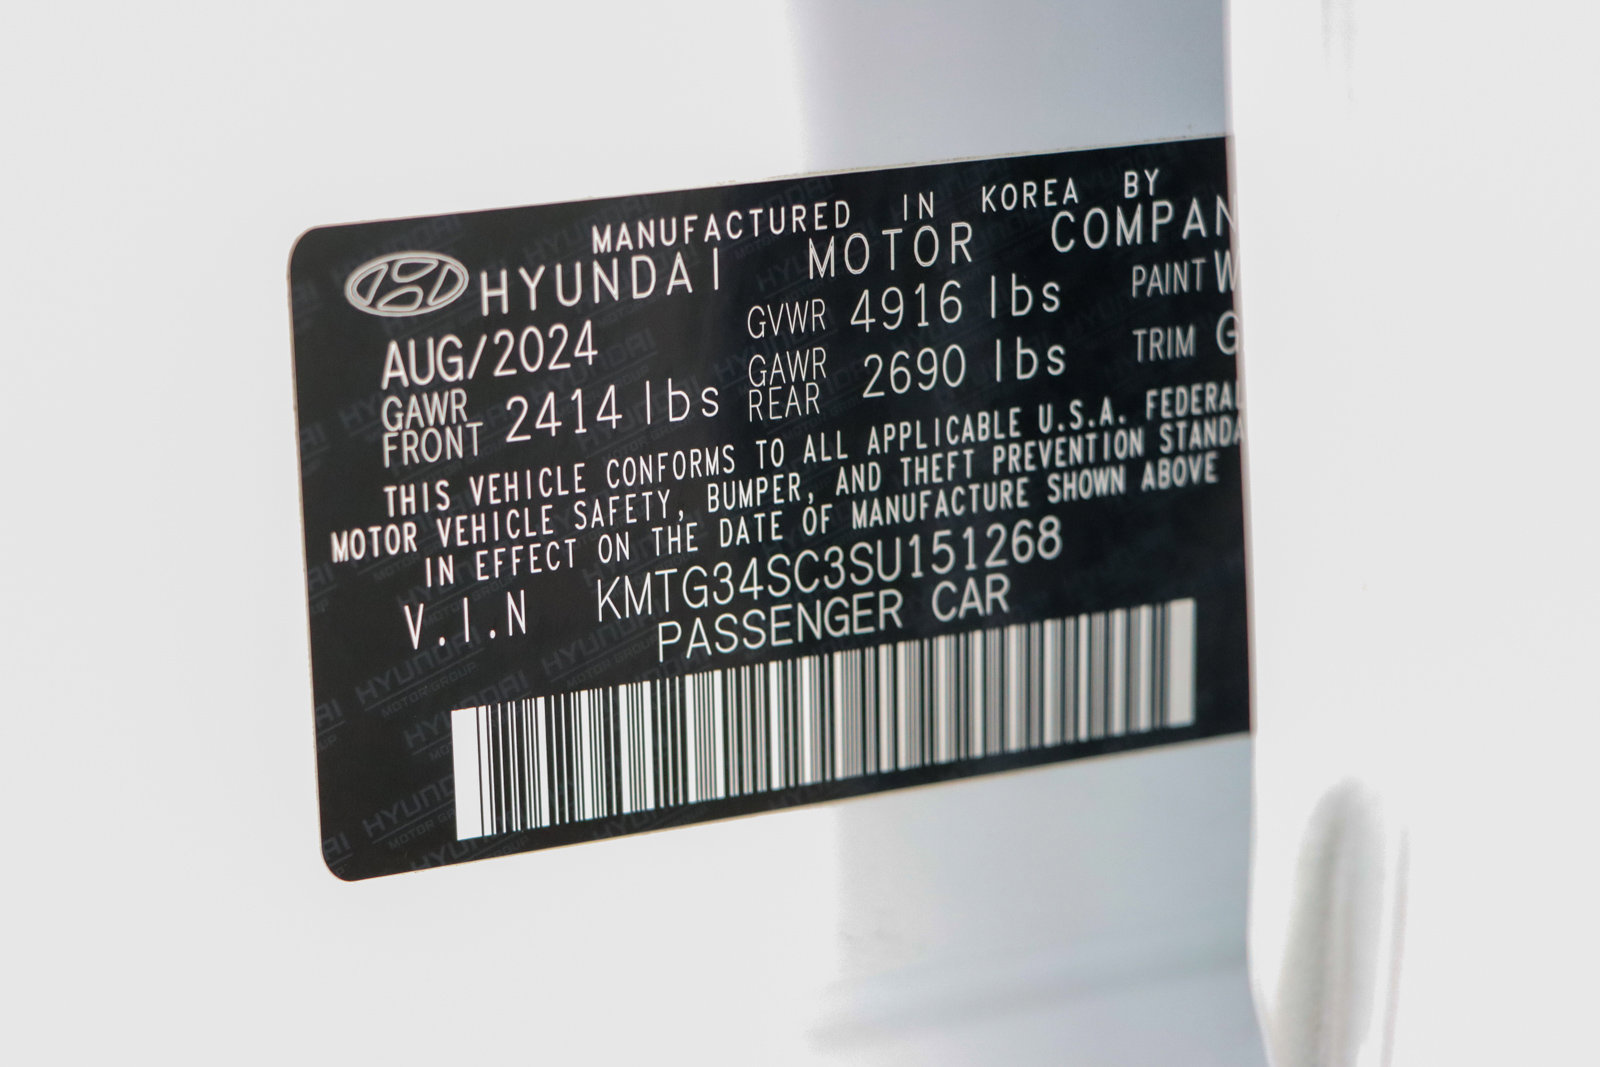 MANUFACTURED IN KOREA BY
HYUNDAI MOTOR COMPAN
AUG/2024 GVWR 4916 lbs PAINT W
GAWR FRONT 2414 lbs GAWR REAR 2690 lbs TRIM G
THIS VEHICLE CONFORMS TO ALL APPLICABLE U.S.A. FEDERAL
MOTOR VEHICLE SAFETY, BUMPER, AND THEFT PREVENTION STANDA
IN EFFECT ON THE DATE OF MANUFACTURE SHOWN ABOVE
V.I.N KMTG34SC3SU151268
PASSENGER CAR